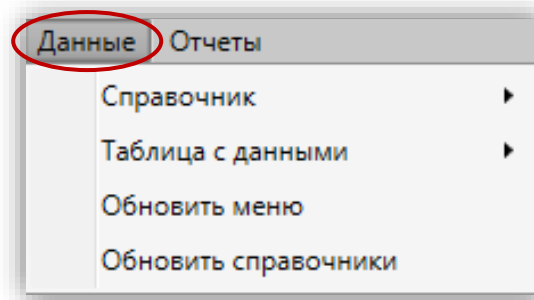 Данные Отчеты
Справочник
Таблица с данными
Обновить меню
Обновить справочники